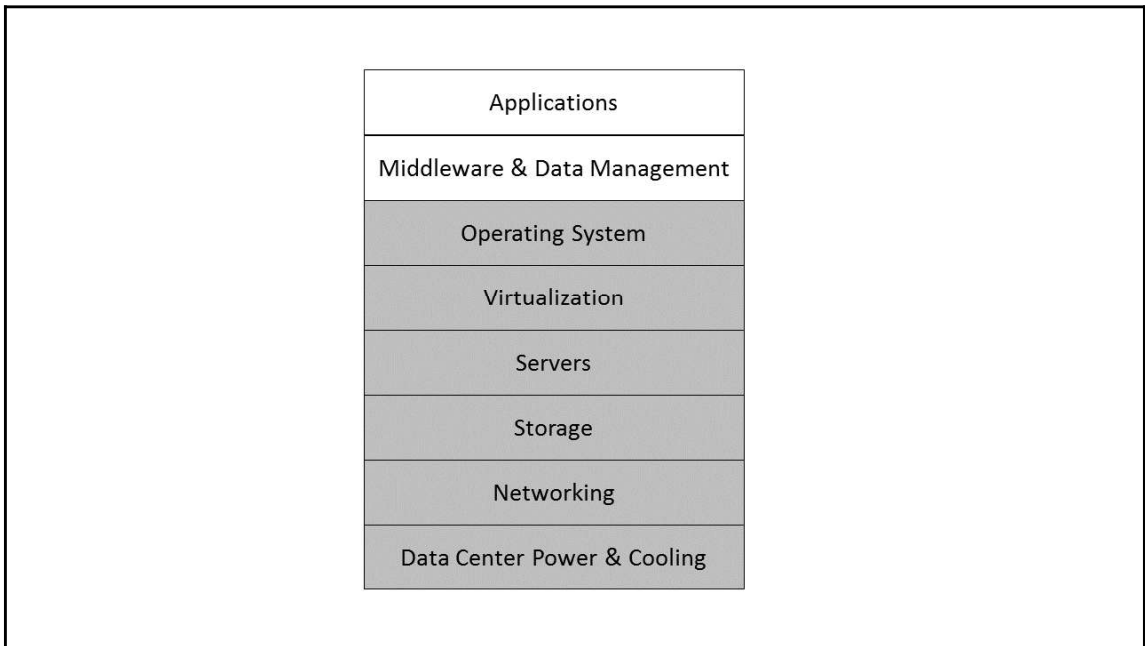 Applications
Middleware & Data Management
Operating System
Virtualization
Servers
Storage
Networking
Data Center Power & Cooling